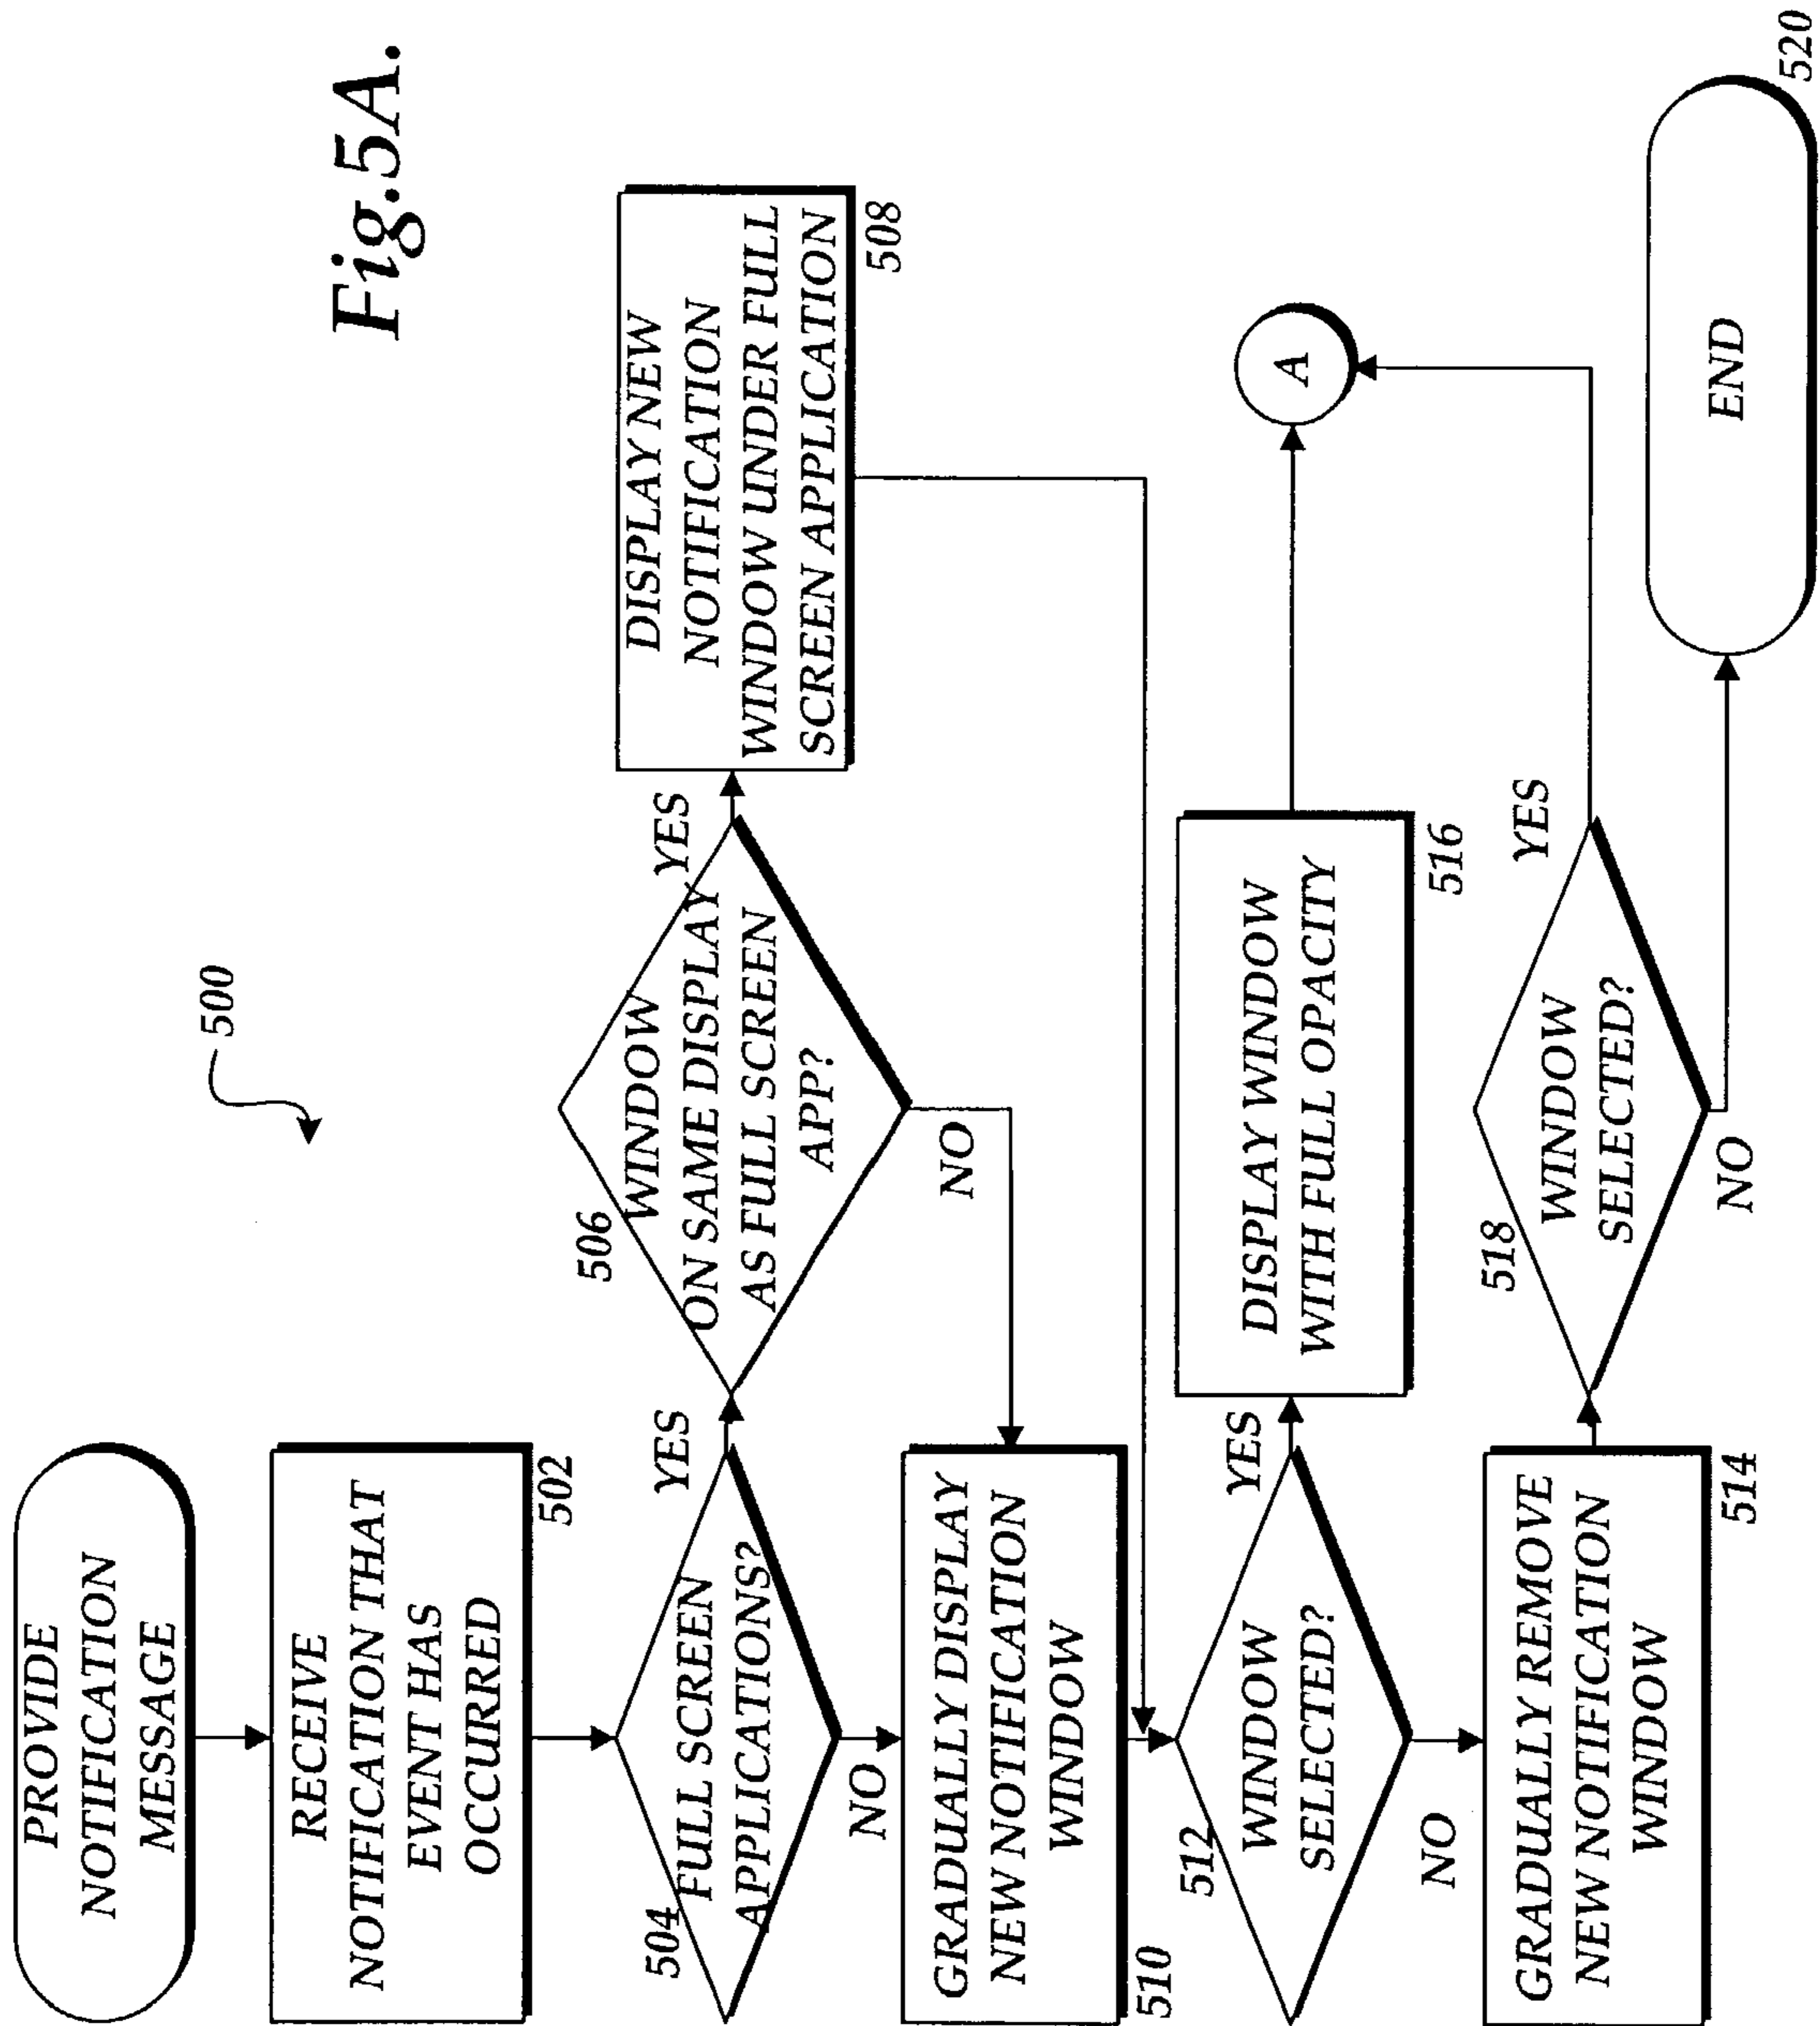 Fig.5A.
500
PROVIDE
NOTIFICATION
MESSAGE
RECEIVE
NOTIFICATION THAT
EVENT HAS
OCCURRED
502
504
FULL SCREEN
APPLICATIONS?
YES
NO
506
WINDOW
ON SAME DISPLAY
AS FULL SCREEN
APP?
YES
NO
DISPLAY NEW
NOTIFICATION
WINDOW UNDER FULL
SCREEN APPLICATION
508
GRADUALLY DISPLAY
NEW NOTIFICATION
WINDOW
510
512
WINDOW
SELECTED?
YES
NO
DISPLAY WINDOW
WITH FULL OPACITY
516
A
GRADUALLY REMOVE
NEW NOTIFICATION
WINDOW
514
518
WINDOW
SELECTED?
YES
NO
END
520